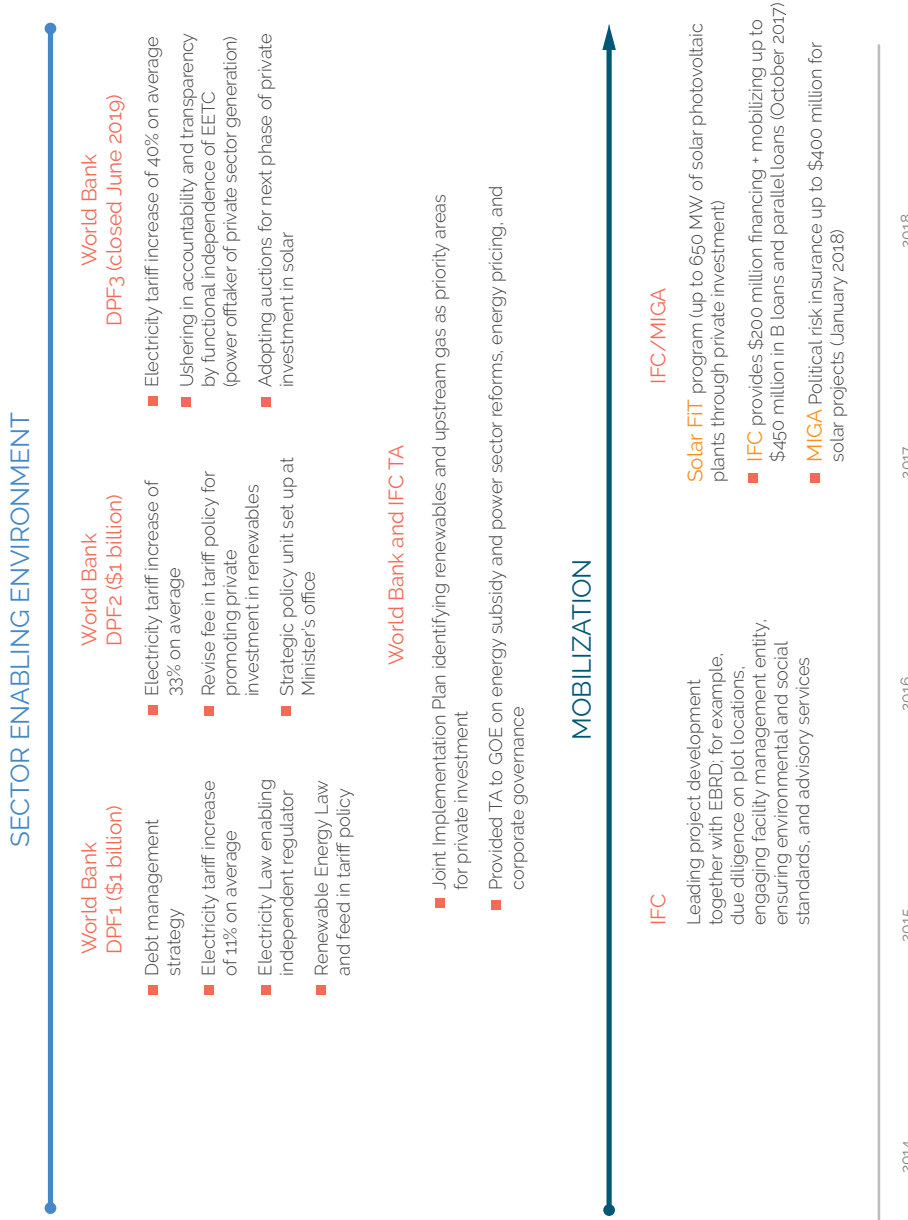 SECTOR ENABLING ENVIRONMENT
World Bank
DPF1 ($1 billion)
Debt management
strategy
Electricity tariff increase
of 11% on average
Electricity Law enabling
independent regulator
Renewable Energy Law
and feed in tariff policy
World Bank
DPF2 ($1 billion)
Electricity tariff increase of
33% on average
Revise fee in tariff policy for
promoting private
investment in renewables
Strategic policy unit set up at
Minister's office
World Bank
DPF3 (closed June 2019)
Electricity tariff increase of 40% on average
Ushering in accountability and transparency
by functional independence of EETC
(power offtaker of private sector generation)
Adopting auctions for next phase of private
investment in solar
World Bank and IFC TA
Joint Implementation Plan identifying renewables and upstream gas as priority areas
for private investment
Provided TA to GOE on energy subsidy and power sector reforms, energy pricing, and
corporate governance
MOBILIZATION
IFC
Leading project development
together with EBRD; for example,
due diligence on plot locations,
engaging facility management entity,
ensuring environmental and social
standards, and advisory services
IFC/MIGA
Solar FiT program (up to 650 MW of solar photovoltaic
plants through private investment)
IFC provides $200 million financing + mobilizing up to
$450 million in B loans and parallel loans (October 2017)
MIGA Political risk insurance up to $400 million for
solar projects (January 2018)
2014
2015
2016
2017
2018